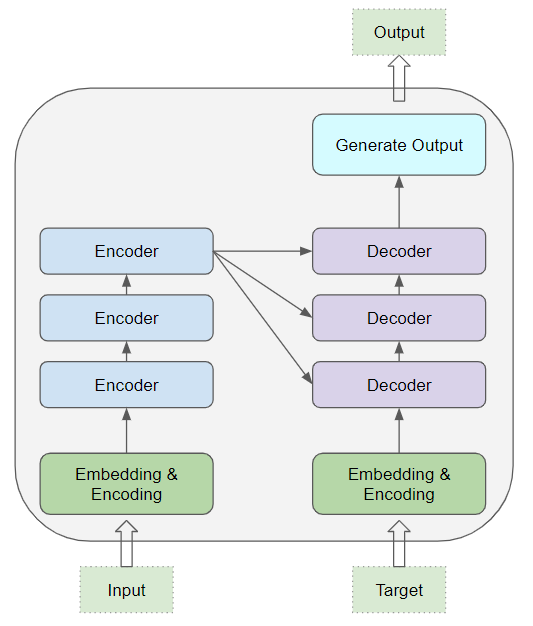 Output
Generate Output
Encoder
Decoder
Encoder
Decoder
Encoder
Decoder
Embedding &
Encoding
Embedding &
Encoding
Input
Target